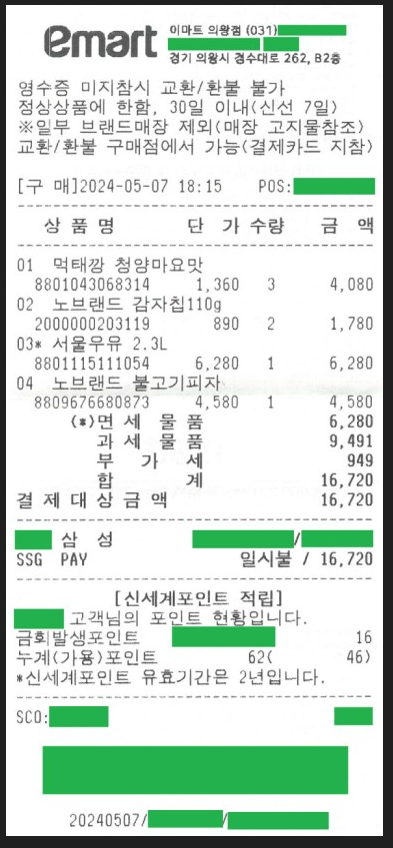 emart 이마트 의왕점 (031)
경기 의왕시 경수대로 262, B2층
영수증 미지참시 교환/환불 불가
정상상품에 한함, 30일 이내(신선 7일)
※일부 브랜드매장 제외(매장 고지물참조)
교환/환불 구매점에서 가능(결제카드 지참)
[구 매]2024-05-07 18:15 POS:
상 품 명 단 가 수량 금 액
01 먹태깡 청양마요맛
8801043068314 1,360 3 4,080
02 노브랜드 감자칩110g
2000000203119 890 2 1,780
03* 서울우유 2.3L
8801115111054 6,280 1 6,280
04 노브랜드 불고기피자
8809676680873 4,580 1 4,580
(*)면 세 물 품 6,280
과 세 물 품 9,491
부 가 세 949
합 계 16,720
결 제 대 상 금 액 16,720
삼 성 /
SSG PAY 일시불 / 16,720
[신세계포인트 적립]
고객님의 포인트 현황입니다.
금회발생포인트 16
누계(가용)포인트 62( 46)
*신세계포인트 유효기간은 2년입니다.
SCO:
20240507/ /